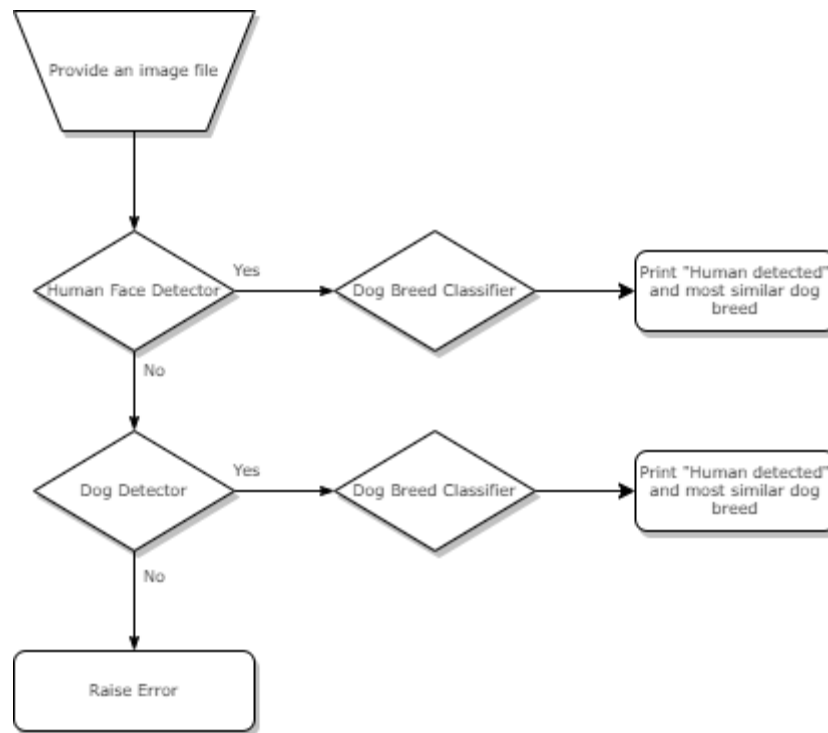 Provide an image file
Human Face Detector
Yes
Dog Breed Classifier
Print "Human detected"
and most similar dog
breed
No
Dog Detector
Yes
Dog Breed Classifier
Print "Human detected"
and most similar dog
breed
No
Raise Error